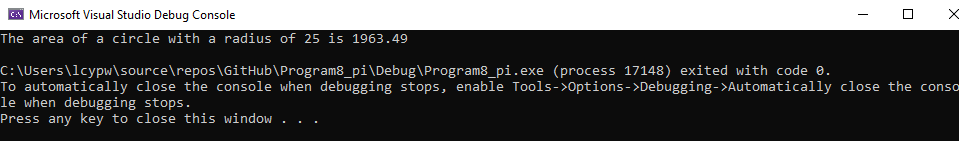 Microsoft Visual Studio Debug Console
The area of a circle with a radius of 25 is 1963.49
C:\Users\lcypw\source\repos\GitHub\Program8_pi\Debug\Program8_pi.exe (process 17148) exited with code 0.
To automatically close the console when debugging stops, enable Tools->Options->Debugging->Automatically close the conso
le when debugging stops.
Press any key to close this window . . .